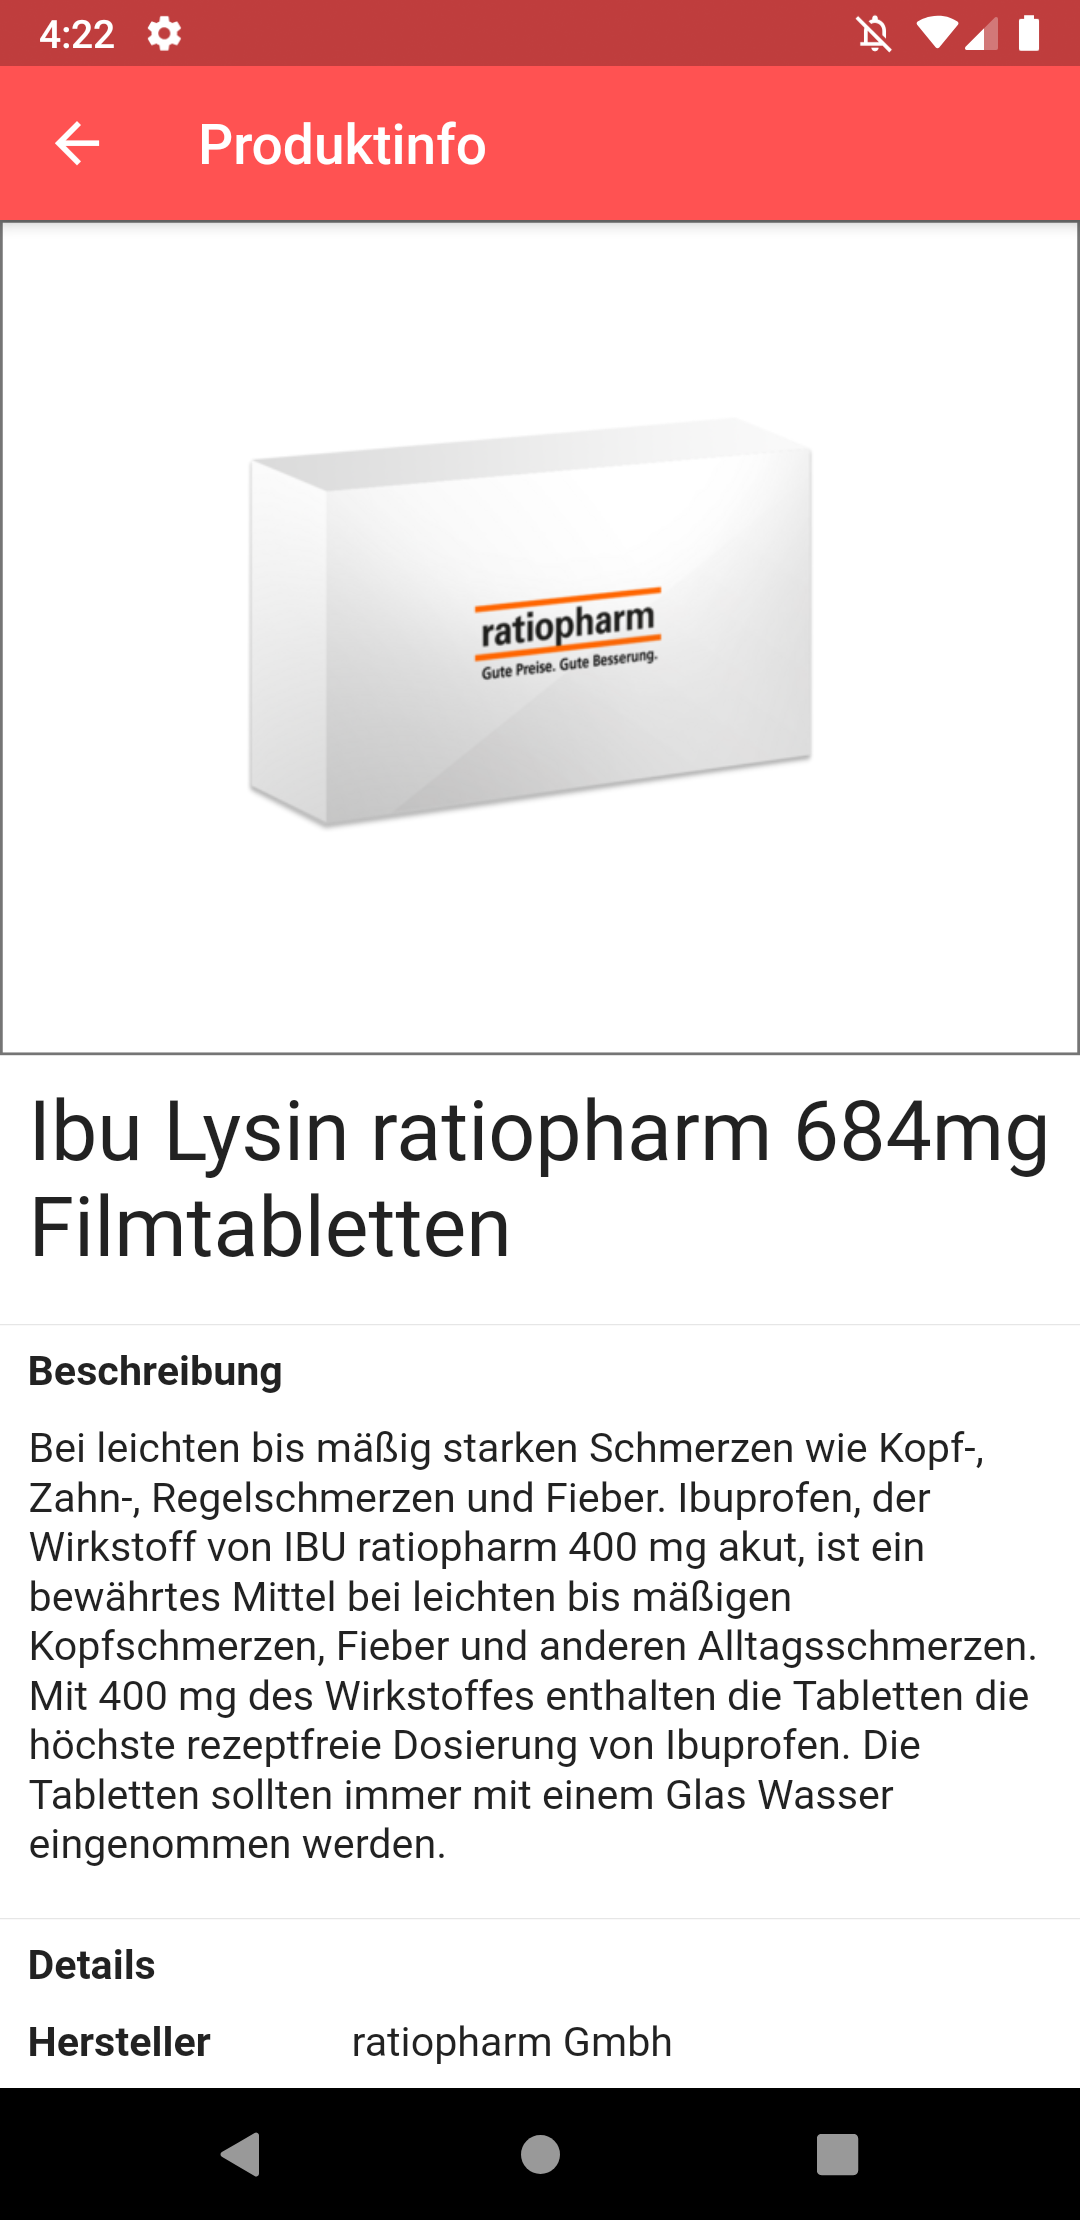 4:22
Produktinfo
ratiopharm
Gute Preise. Gute Besserung.
Ibu Lysin ratiopharm 684mg
Filmtabletten
Beschreibung
Bei leichten bis mäßig starken Schmerzen wie Kopf-,
Zahn-, Regelschmerzen und Fieber. Ibuprofen, der
Wirkstoff von IBU ratiopharm 400 mg akut, ist ein
bewährtes Mittel bei leichten bis mäßigen
Kopfschmerzen, Fieber und anderen Alltagsschmerzen.
Mit 400 mg des Wirkstoffes enthalten die Tabletten die
höchste rezeptfreie Dosierung von Ibuprofen. Die
Tabletten sollten immer mit einem Glas Wasser
eingenommen werden.
Details
Hersteller ratiopharm Gmbh